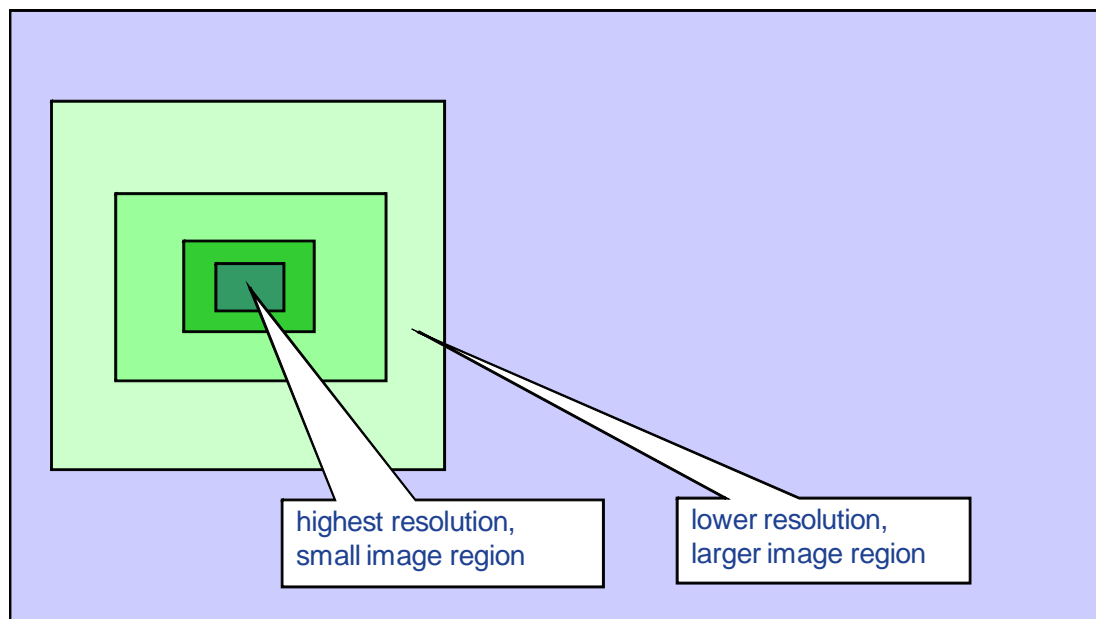 highest resolution,
small image region
lower resolution,
larger image region